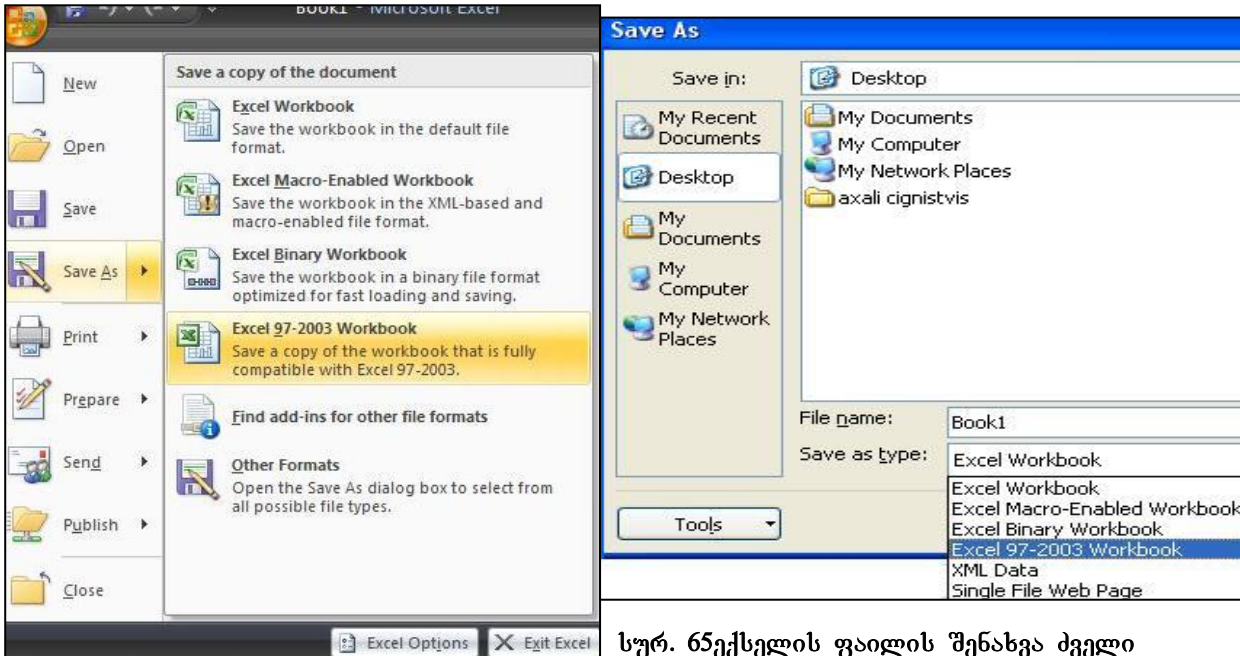 Book1 - Microsoft Excel
New
Open
Save
Save As
Print
Prepare
Send
Publish
Close
Save a copy of the document
Excel Workbook
Save the workbook in the default file
format.
Excel Macro-Enabled Workbook
Save the workbook in the XML-based and
macro-enabled file format.
Excel Binary Workbook
Save the workbook in a binary file format
optimized for fast loading and saving.
Excel 97-2003 Workbook
Save a copy of the workbook that is fully
compatible with Excel 97-2003.
Find add-ins for other file formats
Other Formats
Open the Save As dialog box to select from
all possible file types.
Excel Options
Exit Excel
Save As
Save in:
Desktop
My Recent
Documents
Desktop
My
Documents
My
Computer
My Network
Places
My Documents
My Computer
My Network Places
axali cignistvis
File name:
Book1
Save as type:
Excel Workbook
Excel Workbook
Excel Macro-Enabled Workbook
Excel Binary Workbook
Excel 97-2003 Workbook
XML Data
Single File Web Page
Tools
სურ. 65ექსელის ფაილის შენახვა ძველი